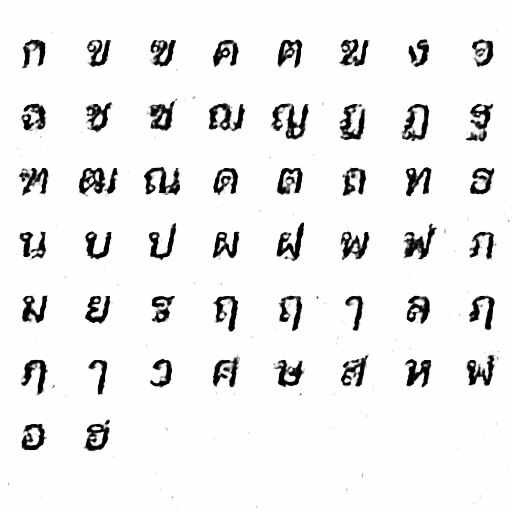 ก ข ฃ ค ฅ ฆ ง จ
ฉ ช ซ ฌ ญ ฎ ฏ ฐ
ฑ ฒ ณ ด ต ถ ท ธ
น บ ป ผ ฝ พ ฟ ภ
ม ย ร ฤ ฤ ๅ ล ฦ
ฦ ๅ ว ศ ษ ส ห ฬ
อ ฮ